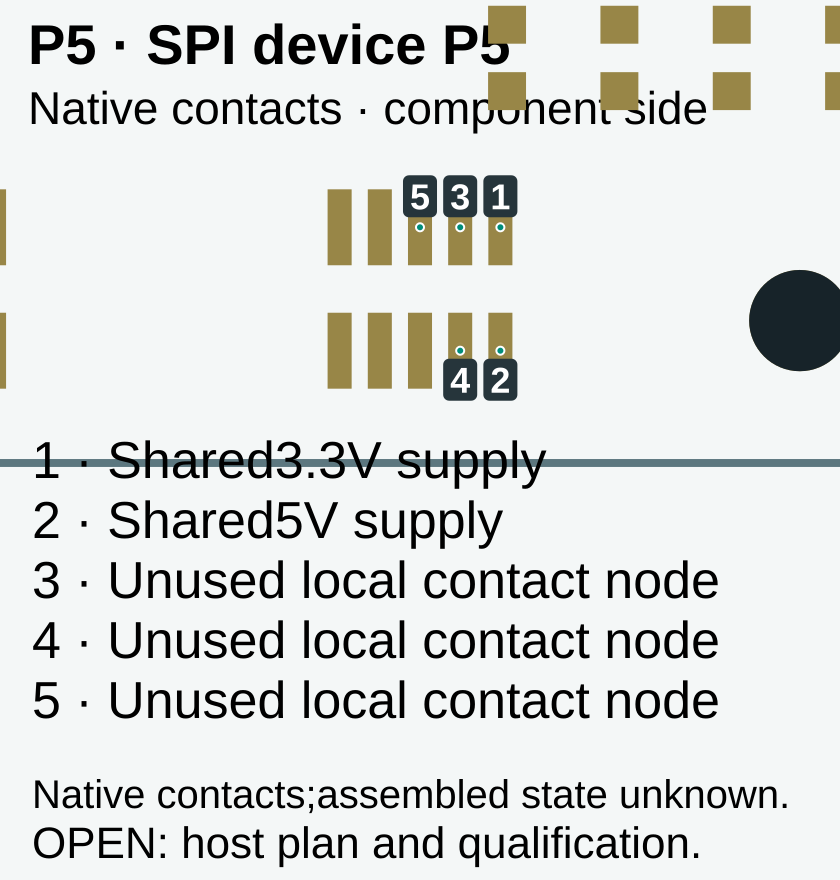 P5 · SPI device P5
Native contacts · component side
5 3 1
4 2
1 · Shared3.3V supply
2 · Shared5V supply
3 · Unused local contact node
4 · Unused local contact node
5 · Unused local contact node
Native contacts;assembled state unknown.
OPEN: host plan and qualification.